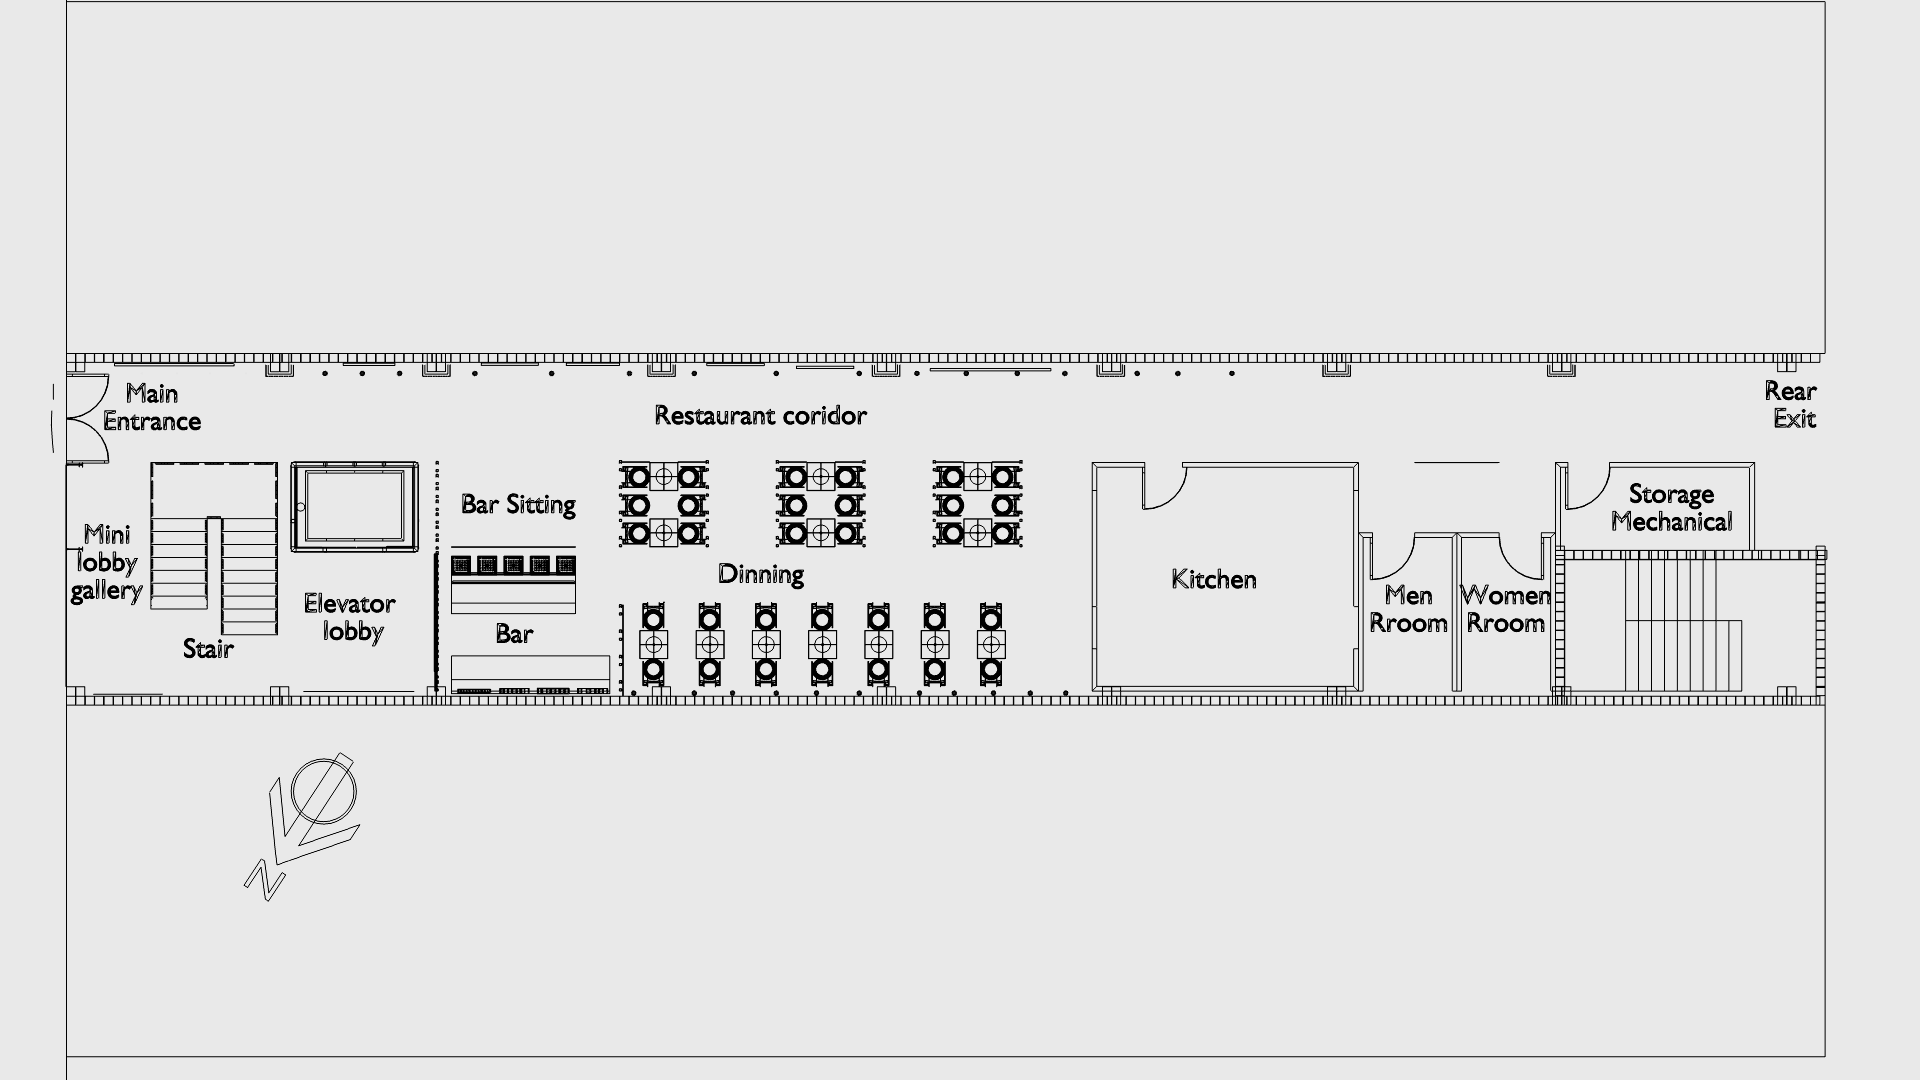 Main
Entrance
Restaurant coridor
Rear
Exit
Mini
lobby
gallery
Stair
Elevator
lobby
Bar Sitting
Bar
Dinning
Kitchen
Men
Rroom
Women
Rroom
Storage
Mechanical
N